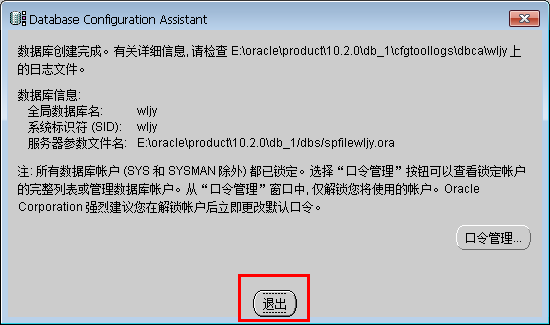 Database Configuration Assistant
数据库创建完成。有关详细信息, 请检查 E:\oracle\product\10.2.0\db_1\cfgtoollogs\dbca\wljy 上
的日志文件。
数据库信息:
全局数据库名: wljy
系统标识符 (SID): wljy
服务器参数文件名: E:\oracle\product\10.2.0\db_1/dbs/spfilewljy.ora
注: 所有数据库帐户 (SYS 和 SYSMAN 除外) 都已锁定。选择“口令管理”按钮可以查看锁定帐户
的完整列表或管理数据库帐户。从“口令管理”窗口中, 仅解锁您将使用的帐户。Oracle
Corporation 强烈建议您在解锁帐户后立即更改默认口令。
口令管理...
退出